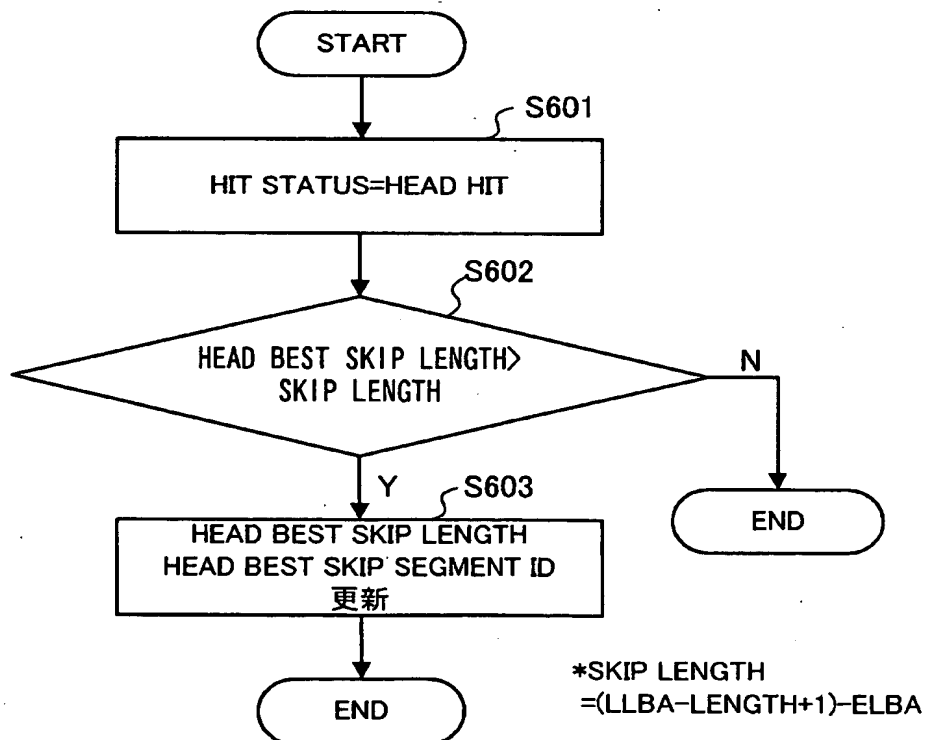 START
S601
HIT STATUS=HEAD HIT
S602
HEAD BEST SKIP LENGTH>
SKIP LENGTH
N
Y
S603
HEAD BEST SKIP LENGTH
HEAD BEST SKIP SEGMENT ID
更新
END
END
*SKIP LENGTH
=(LLBA-LENGTH+1)-ELBA